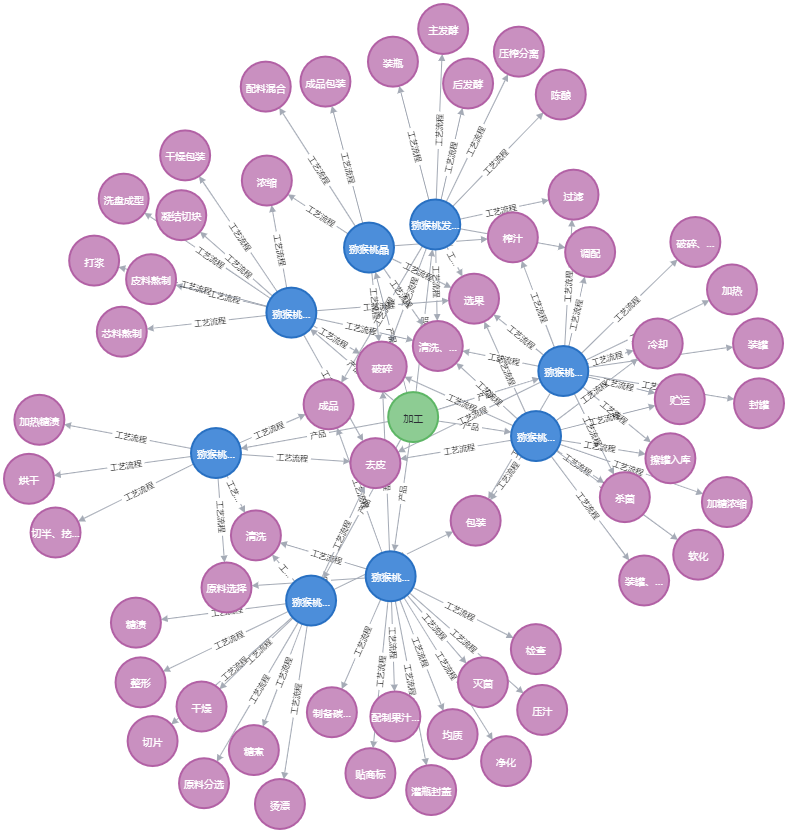 主发酵
压榨分离
装瓶
后发酵
成品包装
配料混合
陈酿
干燥包装
浓缩
过滤
洗盘成型
凝结切块
猕猴桃发...
榨汁
破碎、...
猕猴桃晶
调配
打浆
皮料熬制
加热
选果
猕猴桃...
芯料熬制
清洗、...
冷却
装罐
破碎
猕猴桃...
成品
贮运
封罐
加工
加热糖渍
猕猴桃...
猕猴桃...
去皮
擦罐入库
烘干
杀菌
加糖浓缩
切半、挖...
清洗
包装
软化
原料选择
猕猴桃...
装罐、...
猕猴桃...
糖渍
检查
整形
灭菌
干燥
制备碳...
配制果汁...
压汁
切片
糖煮
均质
净化
原料分选
贴商标
灌瓶封盖
烫漂
工艺流程
产品